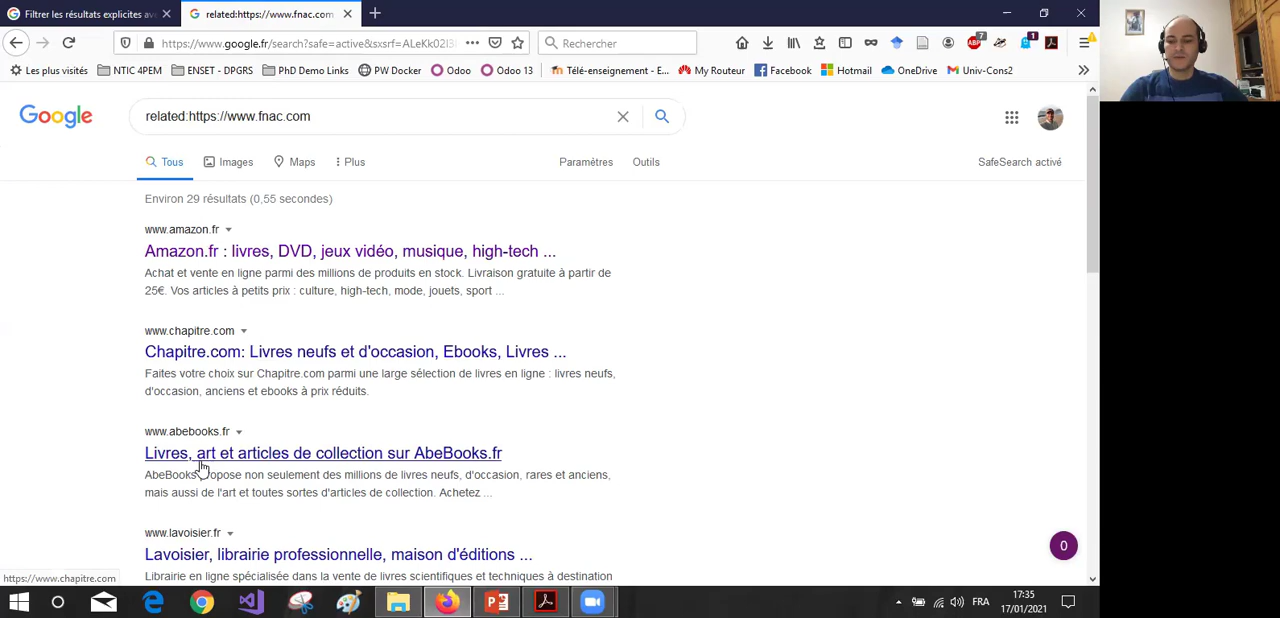 Filtrer les résultats explicites av
related:https://www.fnac.com
https://www.google.fr/search?safe=active&sxsrf=ALeKk02l3
Rechercher
7
1
Les plus visités
NTIC 4PEM
ENSET - DPGRS
PhD Demo Links
PW Docker
Odoo
Odoo 13
Télé-enseignement - E...
My Routeur
Facebook
Hotmail
OneDrive
Univ-Cons2
Google
related:https://www.fnac.com
Tous
Images
Maps
Plus
Paramètres
Outils
SafeSearch activé
Environ 29 résultats (0,55 secondes)
www.amazon.fr
Amazon.fr : livres, DVD, jeux vidéo, musique, high-tech ...
Achat et vente en ligne parmi des millions de produits en stock. Livraison gratuite à partir de
25€. Vos articles à petits prix : culture, high-tech, mode, jouets, sport ...
www.chapitre.com
Chapitre.com: Livres neufs et d'occasion, Ebooks, Livres ...
Faites votre choix sur Chapitre.com parmi une large sélection de livres en ligne : livres neufs,
d'occasion, anciens et ebooks à prix réduits.
www.abebooks.fr
Livres, art et articles de collection sur AbeBooks.fr
AbeBooks propose non seulement des millions de livres neufs, d'occasion, rares et anciens,
mais aussi de l'art et toutes sortes d'articles de collection. Achetez ...
www.lavoisier.fr
Lavoisier, librairie professionnelle, maison d'éditions ...
Librairie en ligne spécialisée dans la vente de livres scientifiques et techniques à destination
0
https://www.chapitre.com
FRA
17:35
17/01/2021